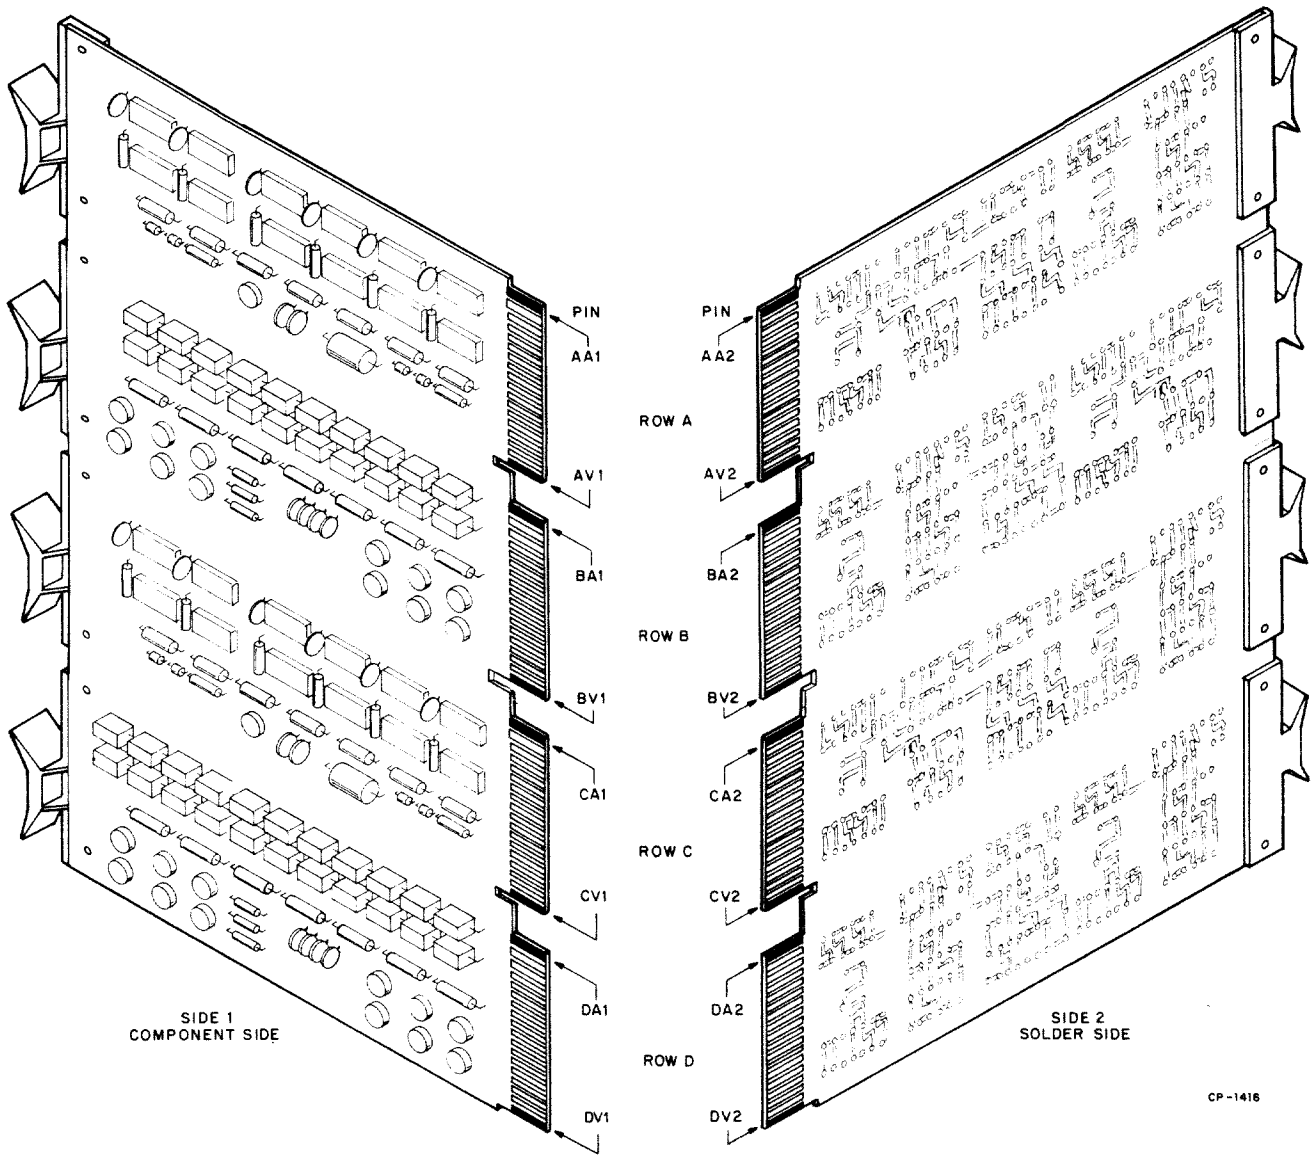 PIN
PIN
AA1
AA2
ROW A
AV1
AV2
BA1
BA2
ROW B
BV1
BV2
CA1
CA2
ROW C
CV1
CV2
DA1
DA2
SIDE 1
COMPONENT SIDE
SIDE 2
SOLDER SIDE
ROW D
CP-1416
DV1
DV2